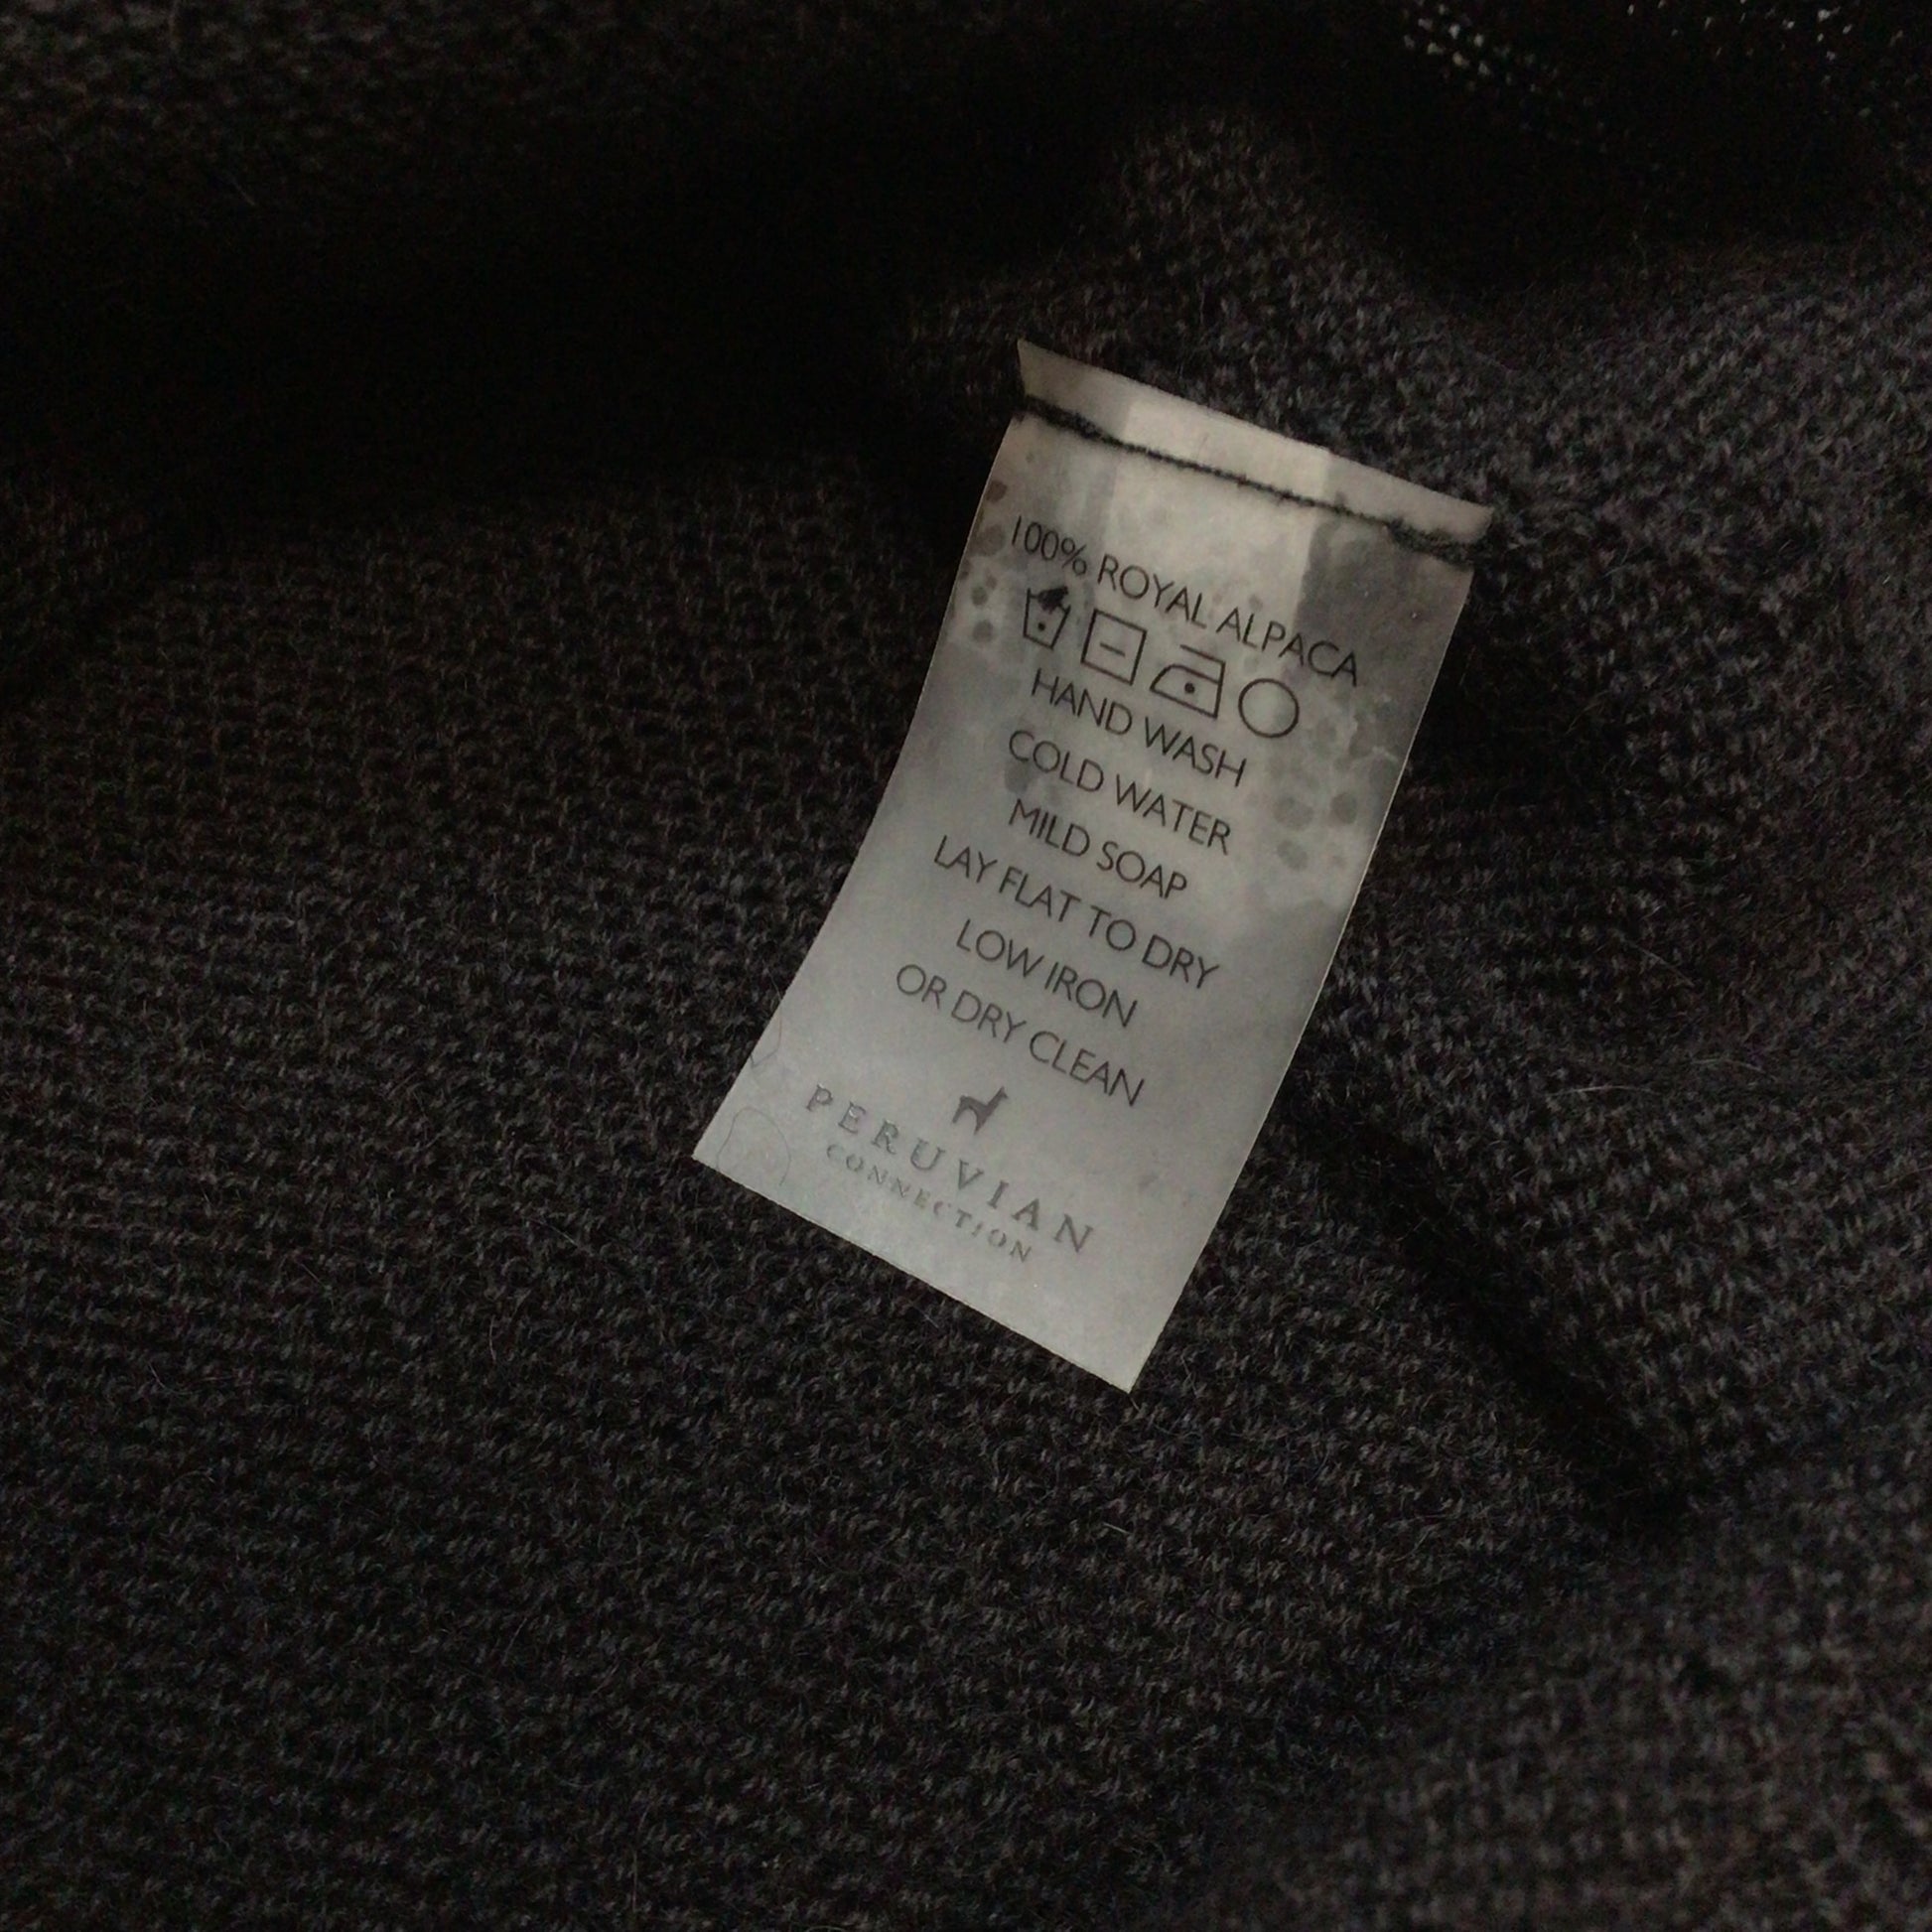 100% ROYAL ALPACA
HAND WASH
COLD WATER
MILD SOAP
LAY FLAT TO DRY
LOW IRON
OR DRY CLEAN
PERUVIAN
CONNECTION